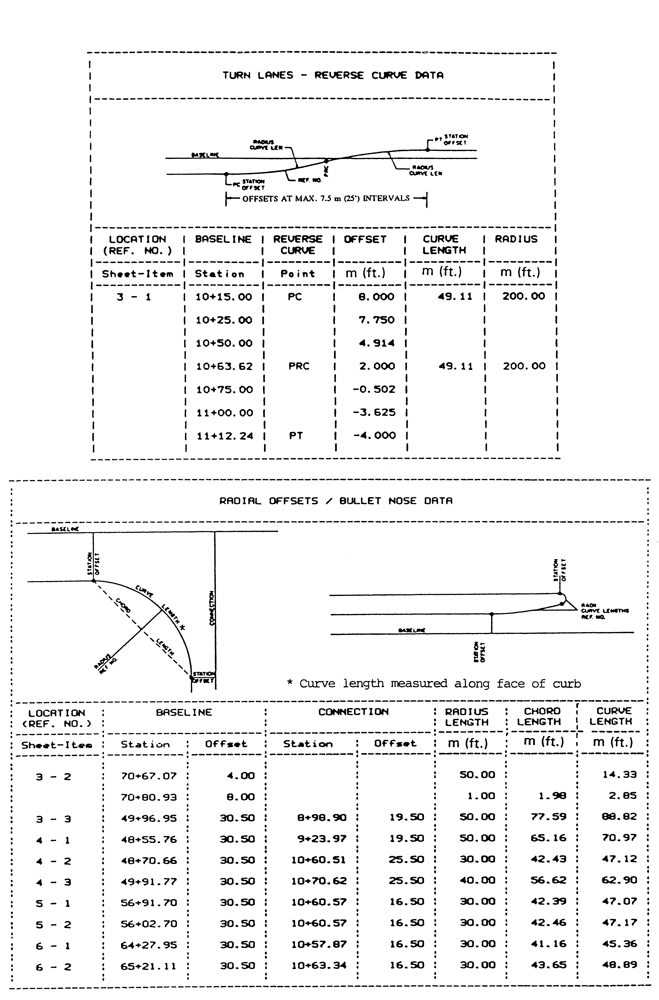 TURN LANES - REVERSE CURVE DATA
PT STATION OFFSET
RADIUS CURVE LEN
BASELINE
PRC
RADIUS CURVE LEN
REF. NO.
PC STATION OFFSET
OFFSETS AT MAX. 7.5 m (25') INTERVALS
LOCATION (REF. NO.) BASELINE REVERSE CURVE OFFSET CURVE LENGTH RADIUS
Sheet-Item Station Point m (ft.) m (ft.) m (ft.)
3 - 1 10+15.00 PC 8.000 49.11 200.00
10+25.00 7.750
10+50.00 4.914
10+63.62 PRC 2.000 49.11 200.00
10+75.00 -0.502
11+00.00 -3.625
11+12.24 PT -4.000
RADIAL OFFSETS / BULLET NOSE DATA
BASELINE
STATION OFFSET
CURVE LENGTH *
CHORD LENGTH
CONNECTION
RADIUS REF NO.
STATION OFFSET
STATION OFFSET
RADII
CURVE LENGTHS
REF. NO.
BASELINE
STATION OFFSET
* Curve length measured along face of curb
LOCATION (REF. NO.) BASELINE CONNECTION RADIUS LENGTH CHORD LENGTH CURVE LENGTH
Sheet-Item Station Offset Station Offset m (ft.) m (ft.) m (ft.)
3 - 2 70+67.07 4.00 50.00 14.33
70+80.93 8.00 1.00 1.98 2.85
3 - 3 49+96.95 30.50 8+98.90 19.50 50.00 77.59 88.82
4 - 1 48+55.76 30.50 9+23.97 19.50 50.00 65.16 70.97
4 - 2 48+70.66 30.50 10+60.51 25.50 30.00 42.43 47.12
4 - 3 49+91.77 30.50 10+70.62 25.50 40.00 56.62 62.90
5 - 1 56+91.70 30.50 10+60.57 16.50 30.00 42.39 47.07
5 - 2 56+02.70 30.50 10+60.57 16.50 30.00 42.46 47.17
6 - 1 64+27.95 30.50 10+57.87 16.50 30.00 41.16 45.36
6 - 2 65+21.11 30.50 10+63.34 16.50 30.00 43.65 48.89